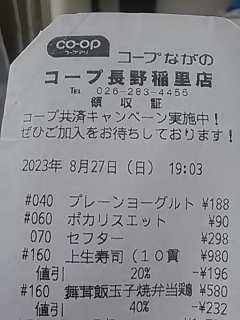 CO・OP
コープながの
コープ長野稲里店
TEL 026-283-4455
領収証
コープ共済キャンペーン実施中！
ぜひご加入をお待ちしております！
2023年 8月27日（日） 19:03
#040 プレーンヨーグルト ¥188
#060 ポカリスエット ¥90
070 セフター ¥298
#160 上生寿司（10貫 ¥980
値引 20% -¥196
#160 舞茸飯玉子焼弁当鶏 ¥580
値引 40% -¥232